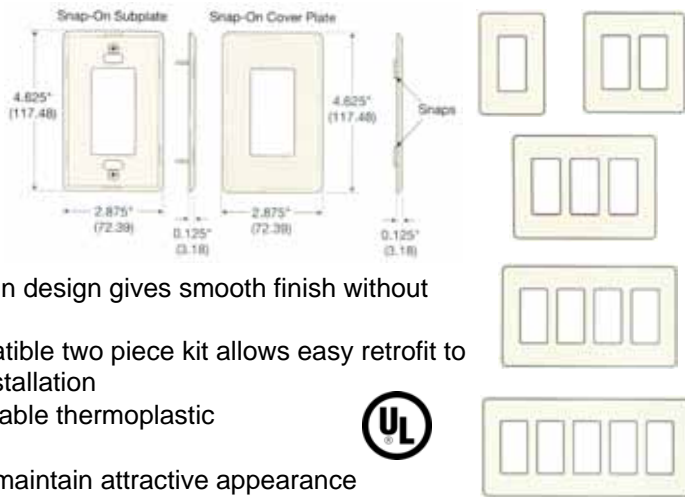 Snap-On Subplate
Snap-On Cover Plate
4.625"
(117.48)
4.625"
(117.48)
Snaps
2.875"
(72.39)
0.125"
(3.18)
2.875"
(72.39)
0.125"
(3.18)
n design gives smooth finish without
atible two piece kit allows easy retrofit to
stallation
able thermoplastic
UL
®
maintain attractive appearance